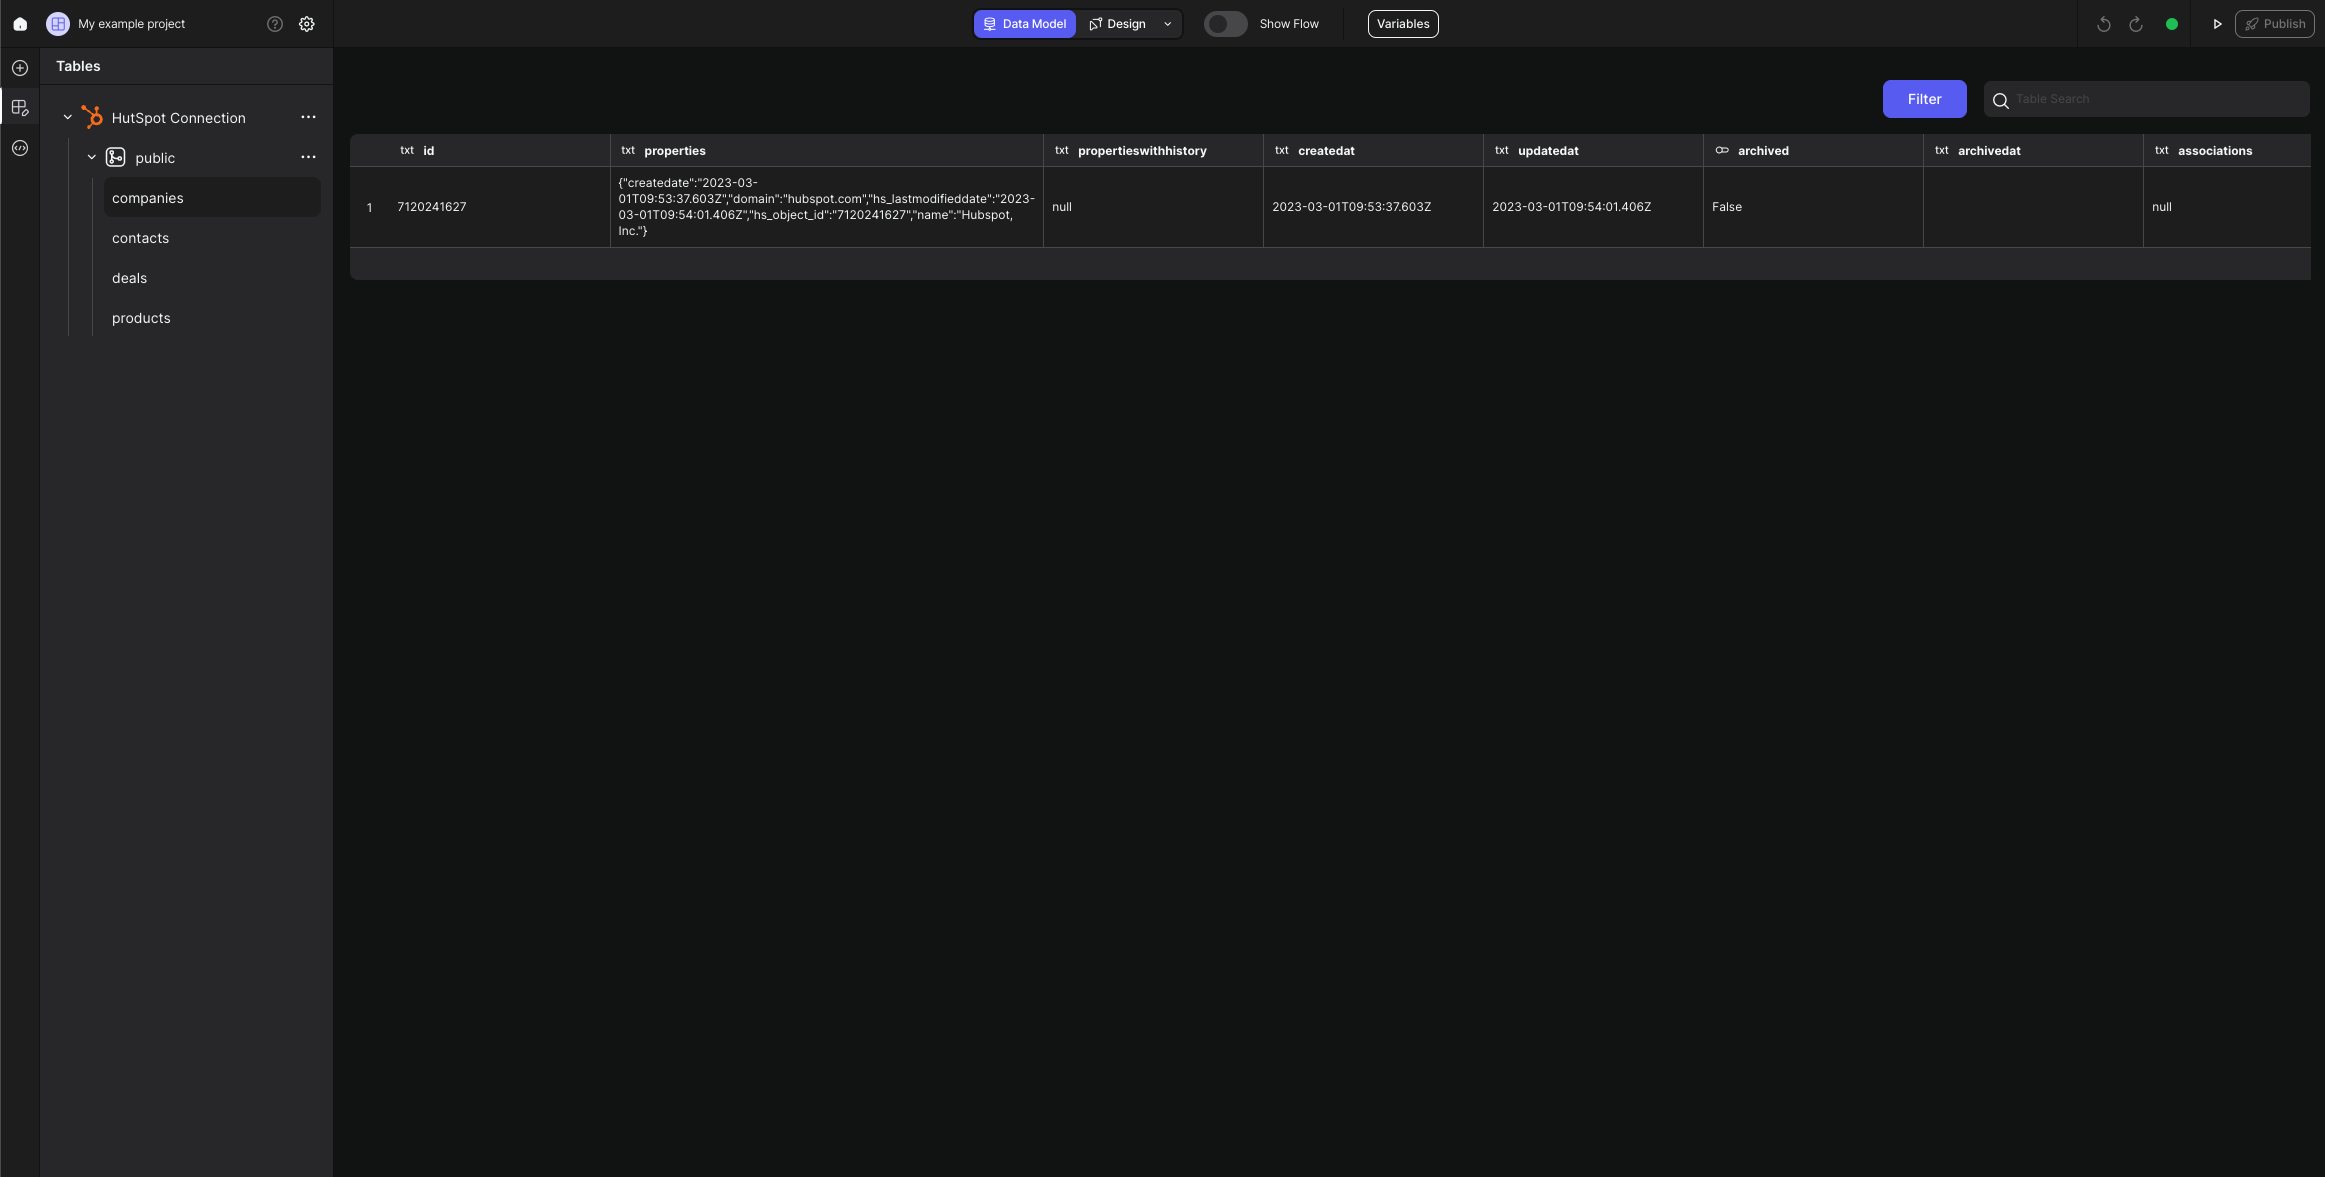 My example project
Data Model
Design
Show Flow
Variables
Publish
Tables
HutSpot Connection
public
companies
contacts
deals
products
Filter
Table Search
txt id
txt properties
txt propertieswithhistory
txt createdat
txt updatedat
archived
txt archivedat
txt associations
1
7120241627
{"createdate":"2023-03-
01T09:53:37.603Z","domain":"hubspot.com","hs_lastmodifieddate":"2023-
03-01T09:54:01.406Z","hs_object_id":"7120241627","name":"Hubspot,
Inc."}
null
2023-03-01T09:53:37.603Z
2023-03-01T09:54:01.406Z
False
null